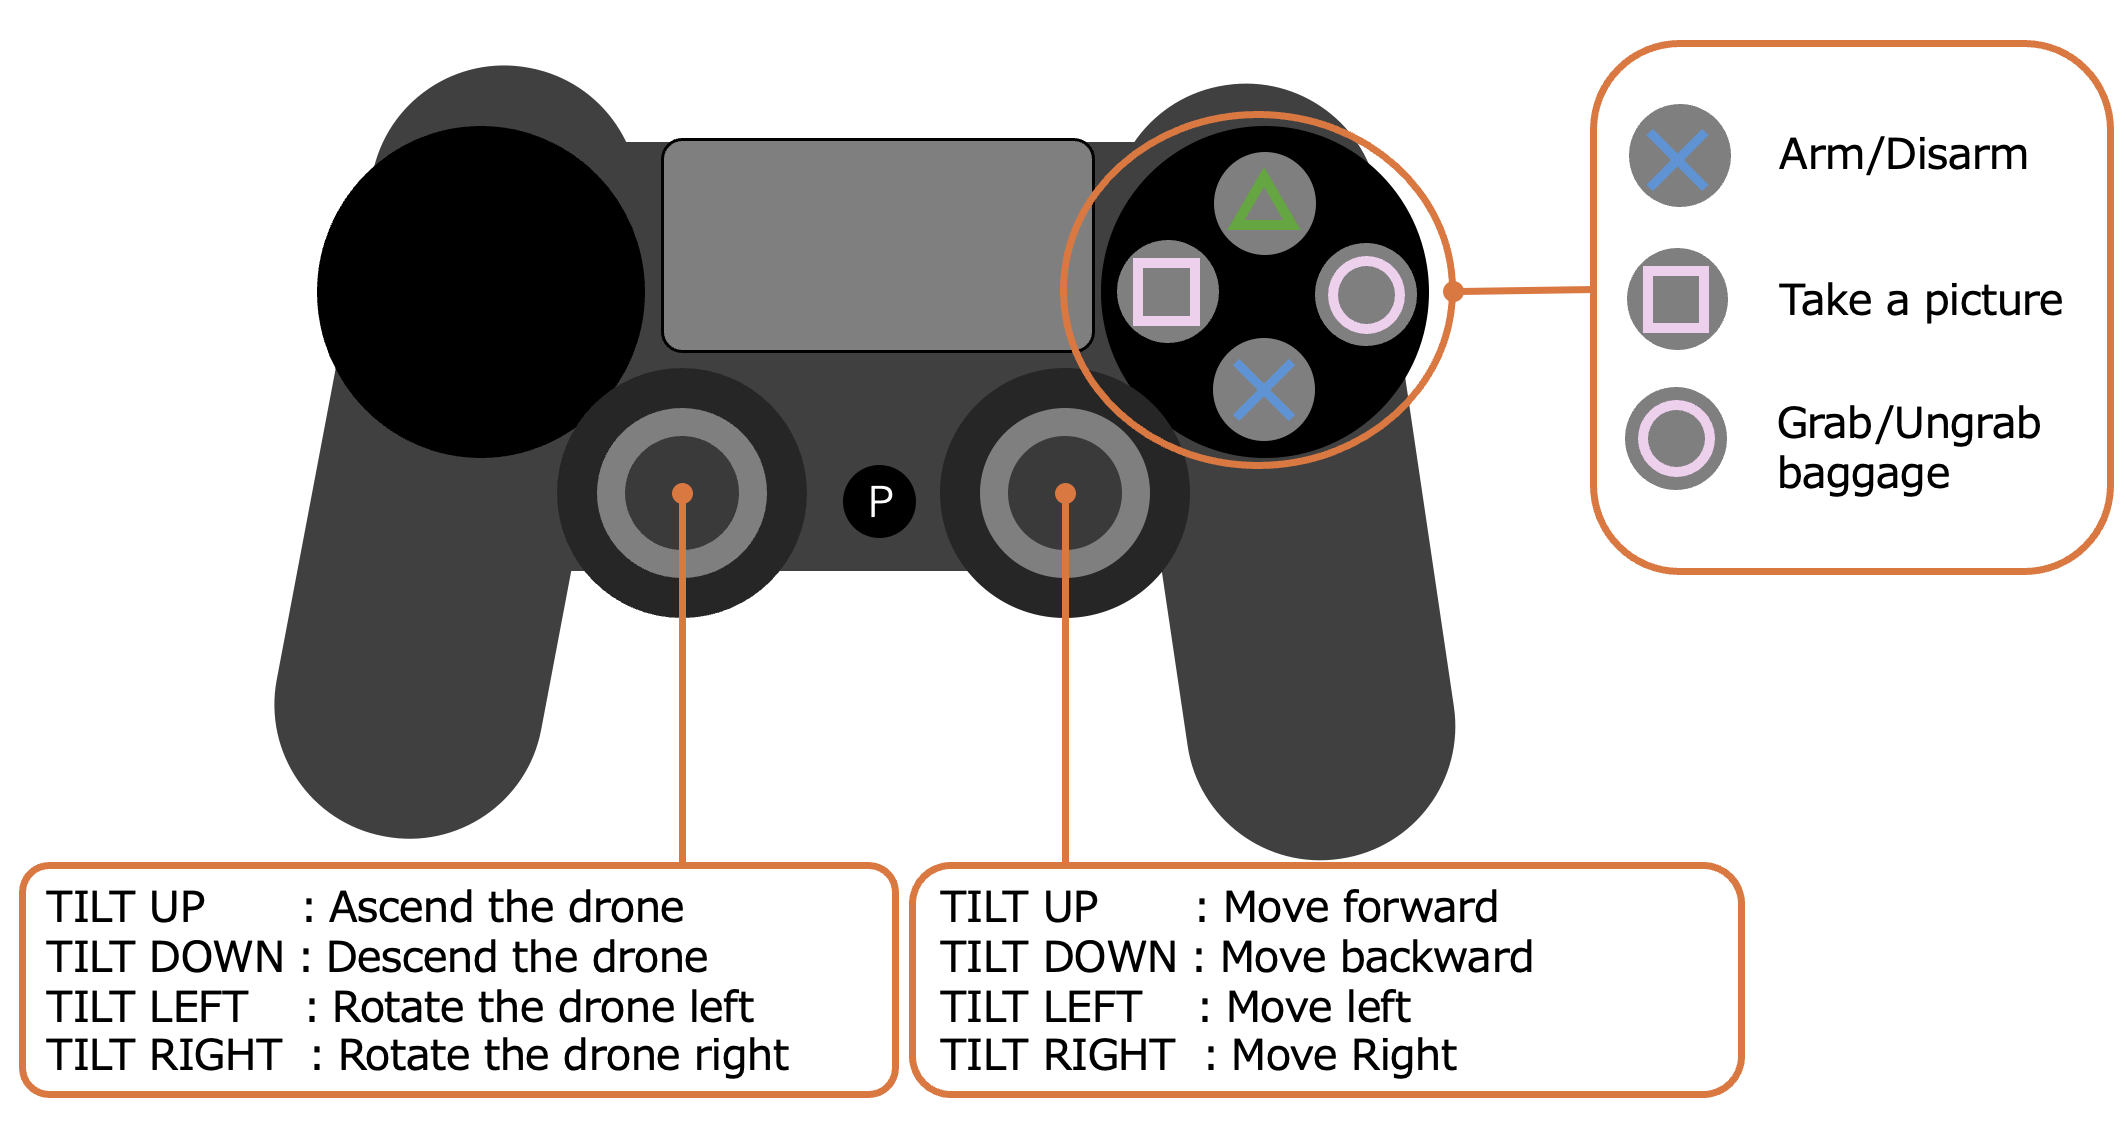 Arm/Disarm
Take a picture
Grab/Ungrab
baggage
P
TILT UP : Ascend the drone
TILT DOWN : Descend the drone
TILT LEFT : Rotate the drone left
TILT RIGHT : Rotate the drone right
TILT UP : Move forward
TILT DOWN : Move backward
TILT LEFT : Move left
TILT RIGHT : Move Right